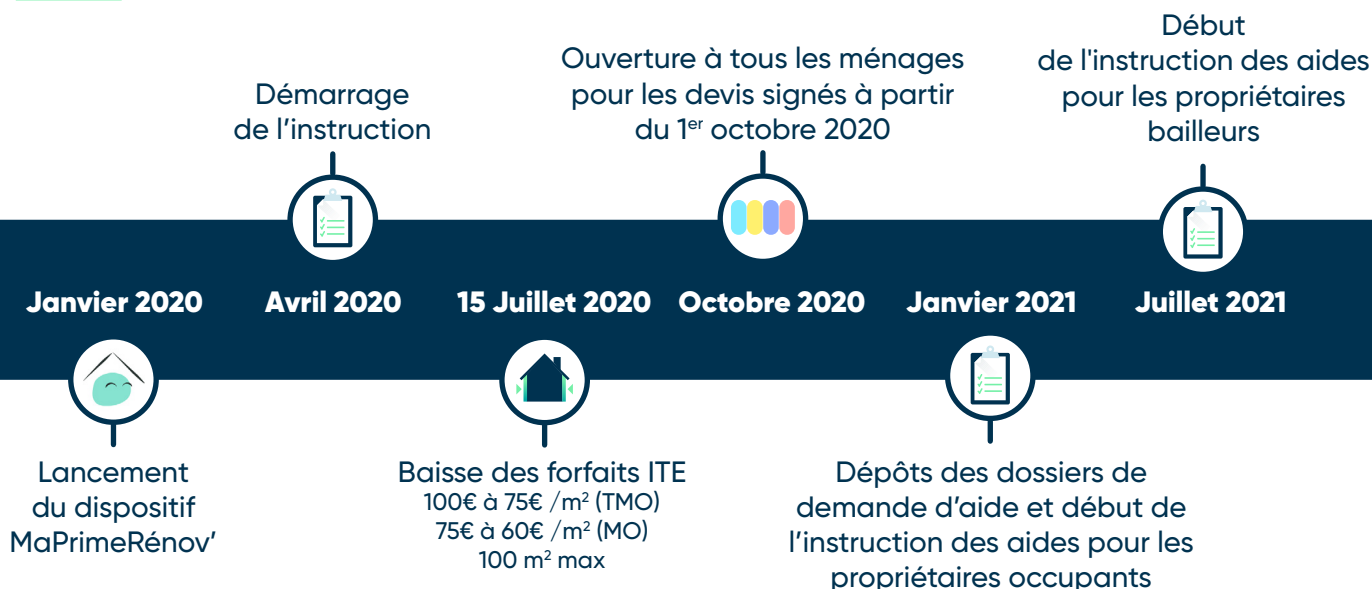 Début
de l'instruction des aides
pour les propriétaires
bailleurs
Ouverture à tous les ménages
pour les devis signés à partir
du 1er octobre 2020
Démarrage
de l’instruction
Janvier 2020
Avril 2020
15 Juillet 2020
Octobre 2020
Janvier 2021
Juillet 2021
Lancement
du dispositif
MaPrimeRénov’
Baisse des forfaits ITE
100€ à 75€ /m² (TMO)
75€ à 60€ /m² (MO)
100 m² max
Dépôts des dossiers de
demande d’aide et début de
l’instruction des aides pour les
propriétaires occupants